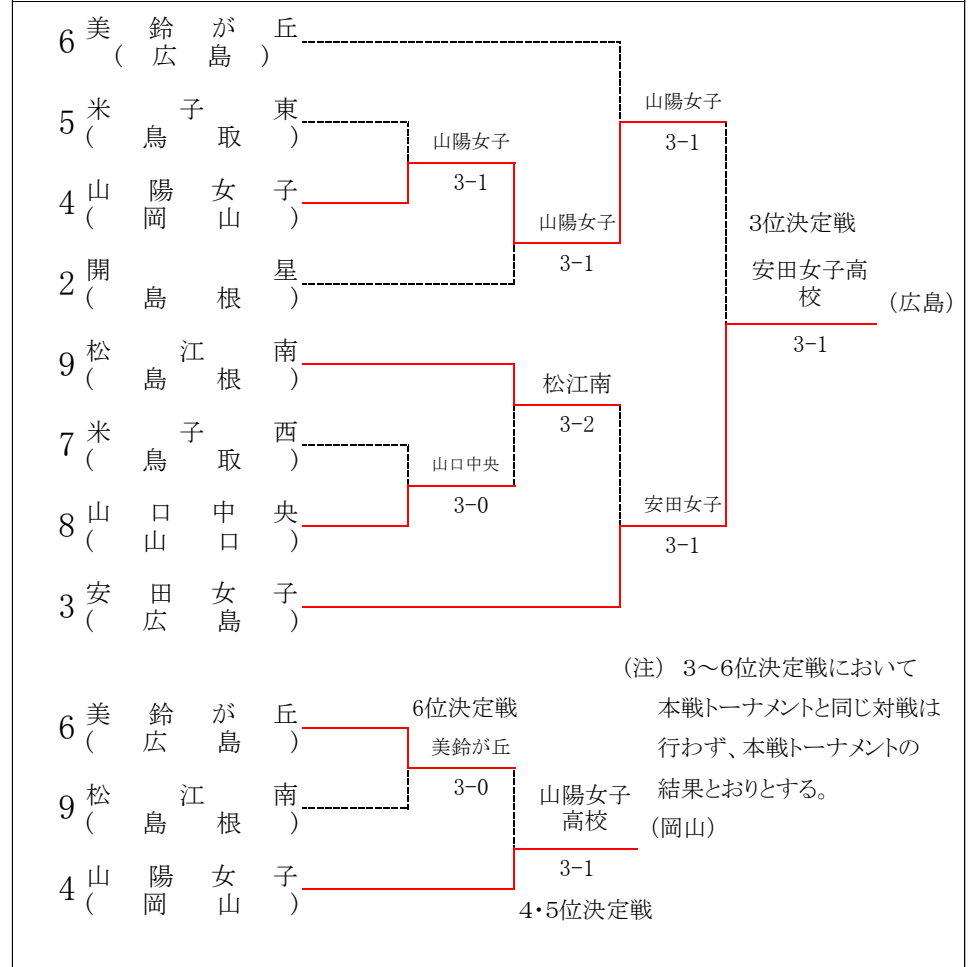 6 美鈴が丘
(広島)
5 米子東
(鳥取)
山陽女子
3-1
山陽女子
3-1
4 山陽女子
(岡山)
山陽女子
3-1
2 開星
(島根)
3位決定戦
安田女子高
校
(広島)
3-1
9 松江南
(島根)
松江南
3-2
7 米子西
(鳥取)
山口中央
3-0
8 山口中央
(山口)
安田女子
3-1
3 安田女子
(広島)
(注) 3～6位決定戦において
本戦トーナメントと同じ対戦は
行わず、本戦トーナメントの
結果とおりとする。
6 美鈴が丘
(広島)
6位決定戦
美鈴が丘
3-0
9 松江南
(島根)
山陽女子
高校
(岡山)
3-1
4 山陽女子
(岡山)
4・5位決定戦